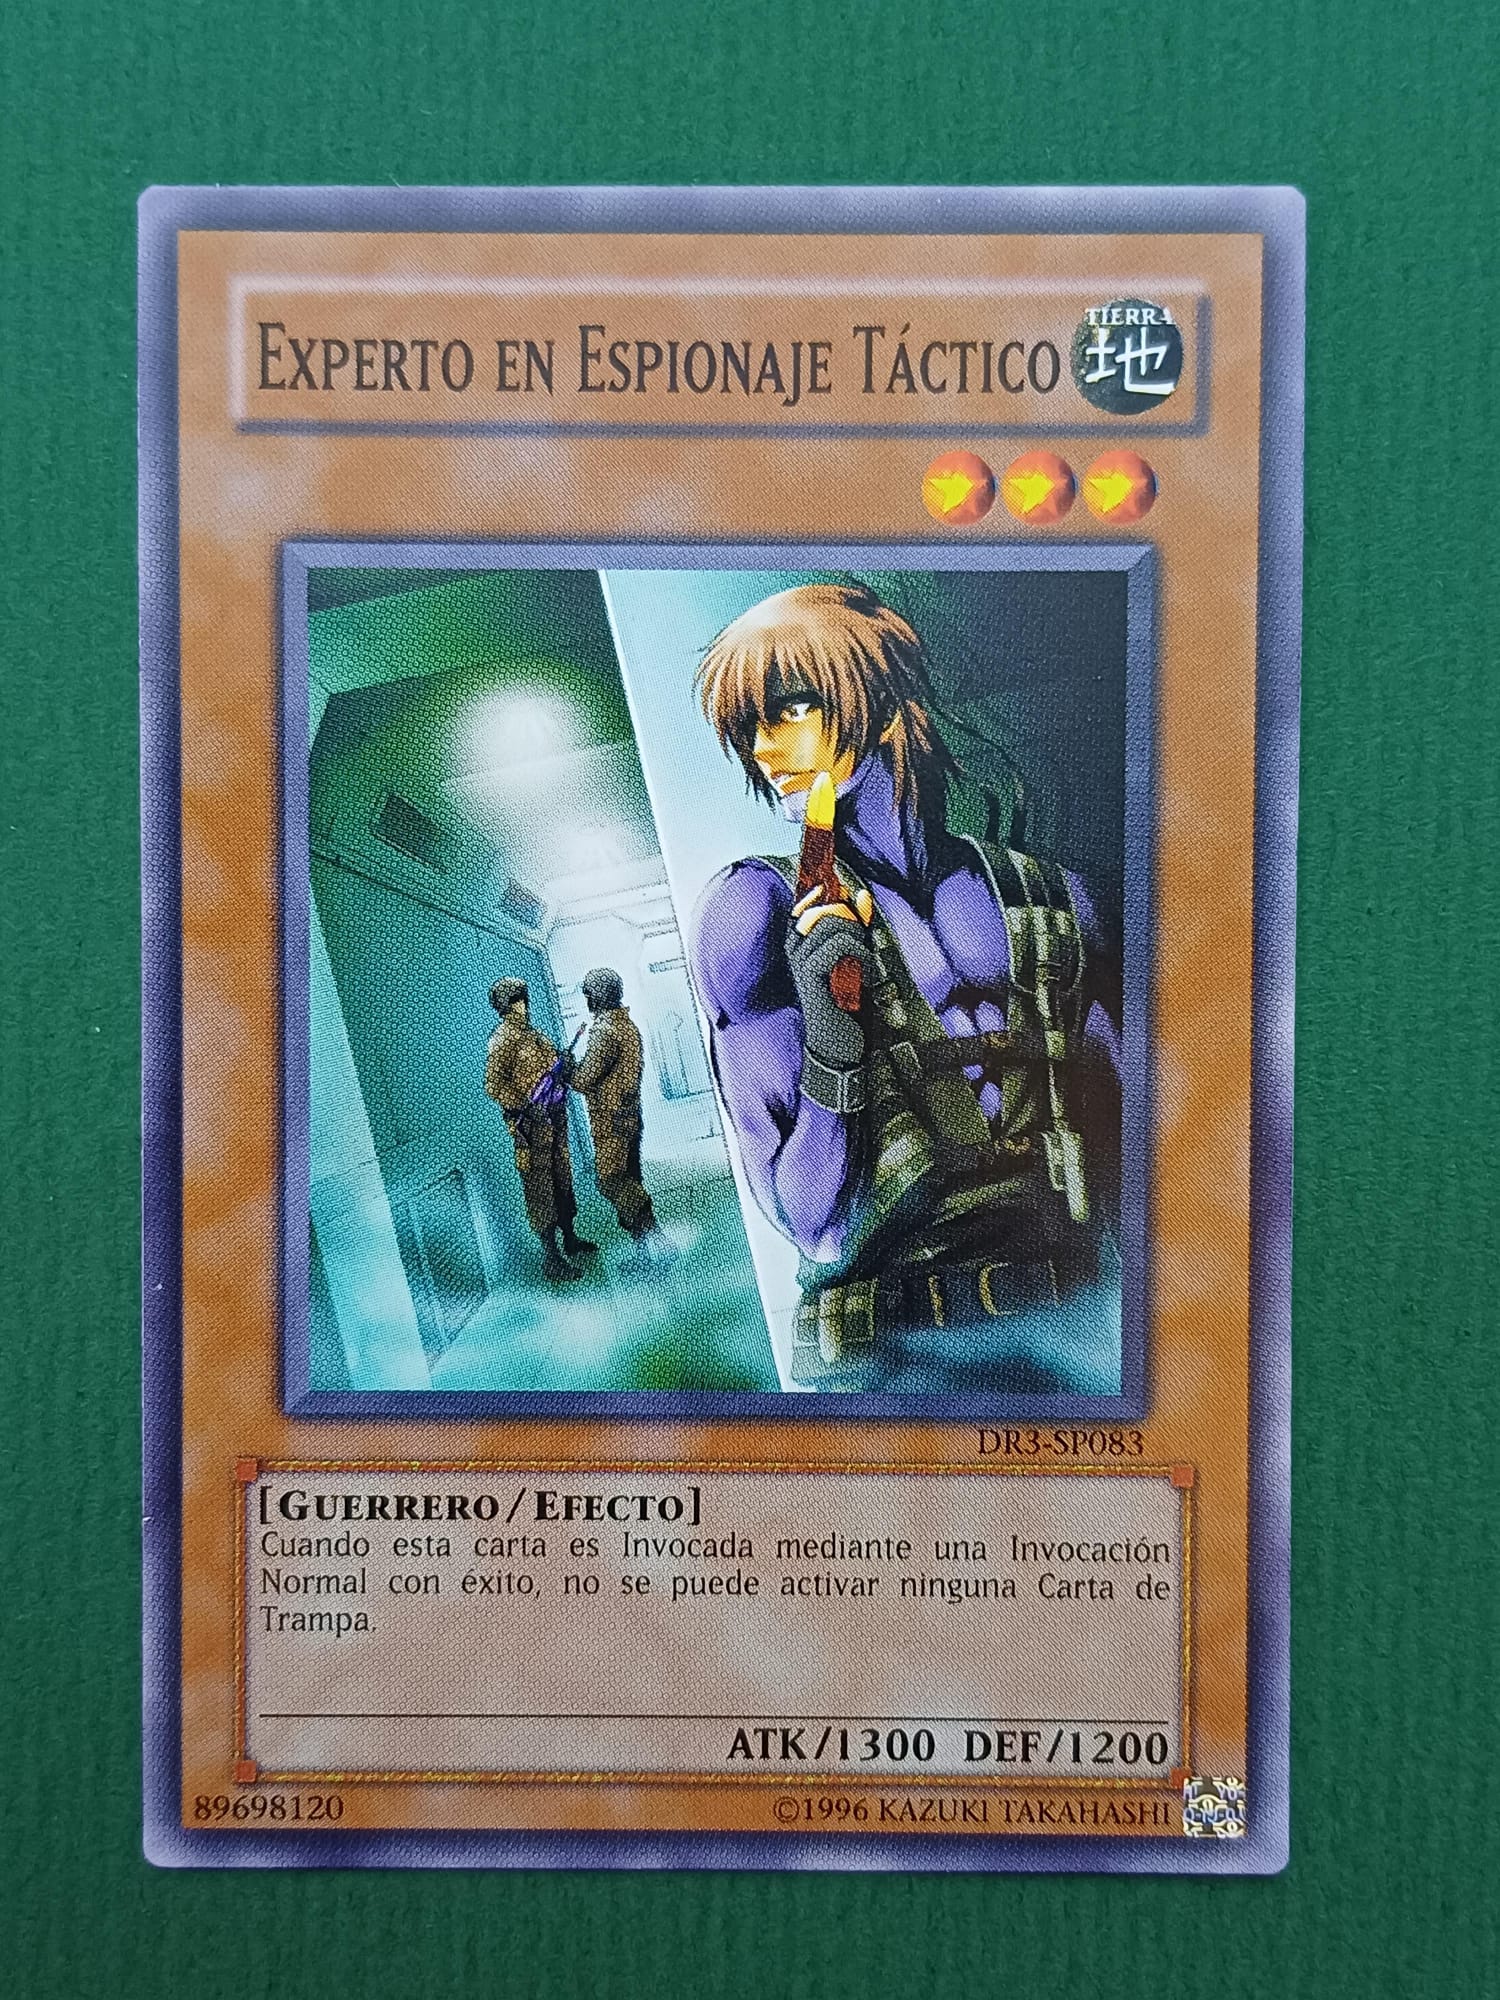 EXPERTO EN ESPIONAJE TÁCTICO
TIERRA
地
DR3-SP083
[GUERRERO/EFECTO]
Cuando esta carta es Invocada mediante una Invocación
Normal con éxito, no se puede activar ninguna Carta de
Trampa.
ATK/1300 DEF/1200
89698120
©1996 KAZUKI TAKAHASHI